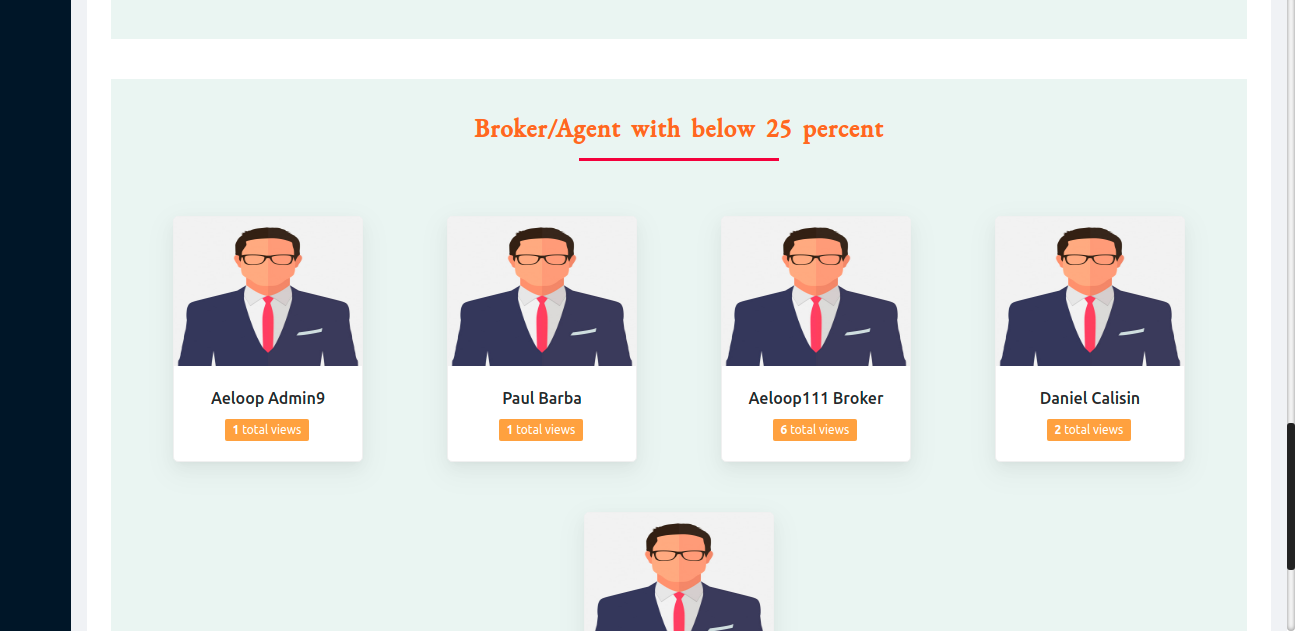 Broker/Agent with below 25 percent
Aeloop Admin9
1 total views
Paul Barba
1 total views
Aeloop111 Broker
6 total views
Daniel Calisin
2 total views